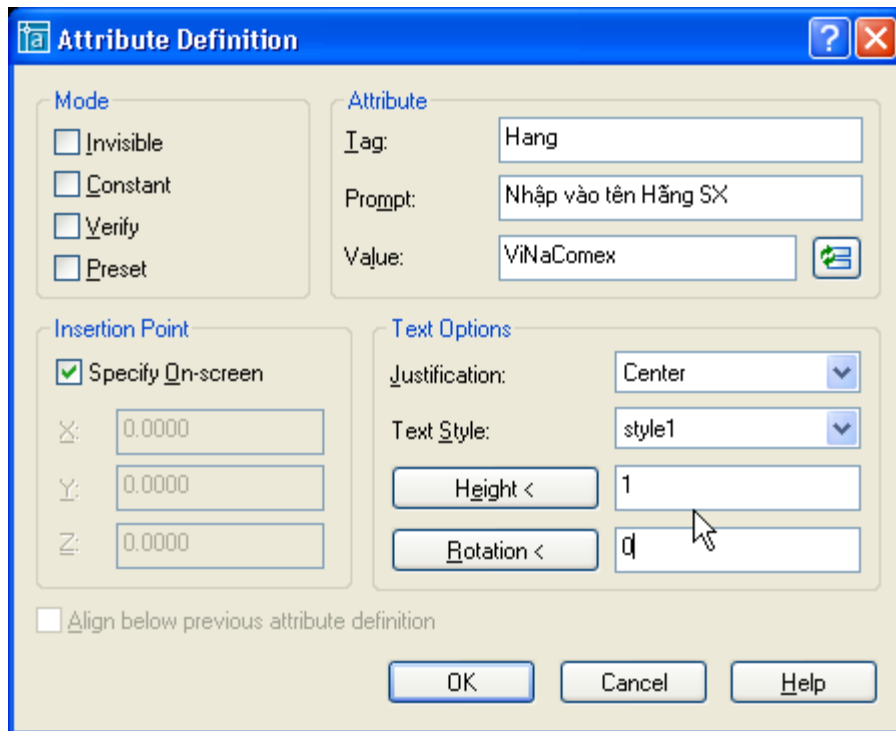 Attribute Definition
Mode
Invisible
Constant
Verify
Preset
Attribute
Tag:
Hang
Prompt:
Nhập vào tên Hãng SX
Value:
ViNaComex
Insertion Point
Specify On-screen
X:
0.0000
Y:
0.0000
Z:
0.0000
Text Options
Justification:
Center
Text Style:
style1
Height <
1
Rotation <
0
Align below previous attribute definition
OK
Cancel
Help